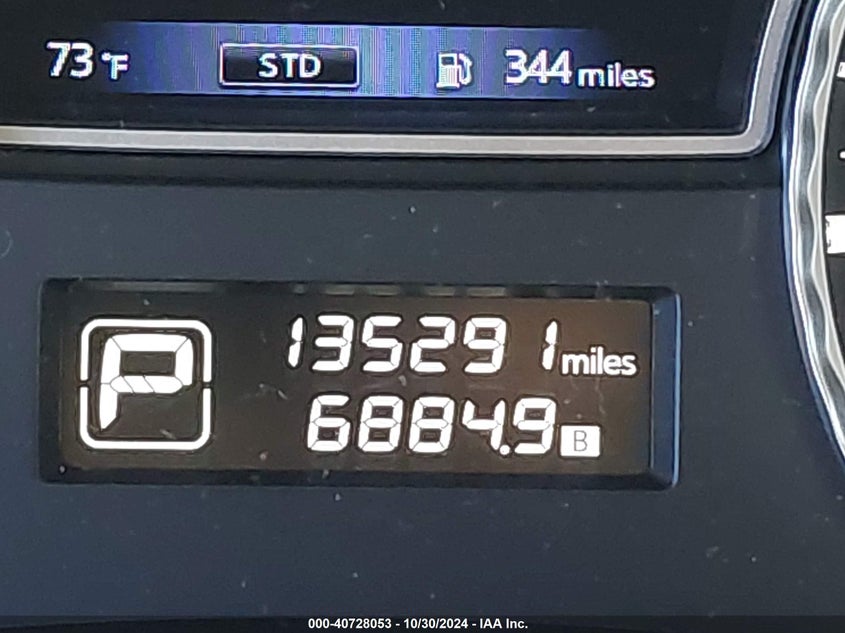 73°F STD 344 miles
P
135291 miles
6884.9 B
000-40728053 - 10/30/2024 - IAA Inc.